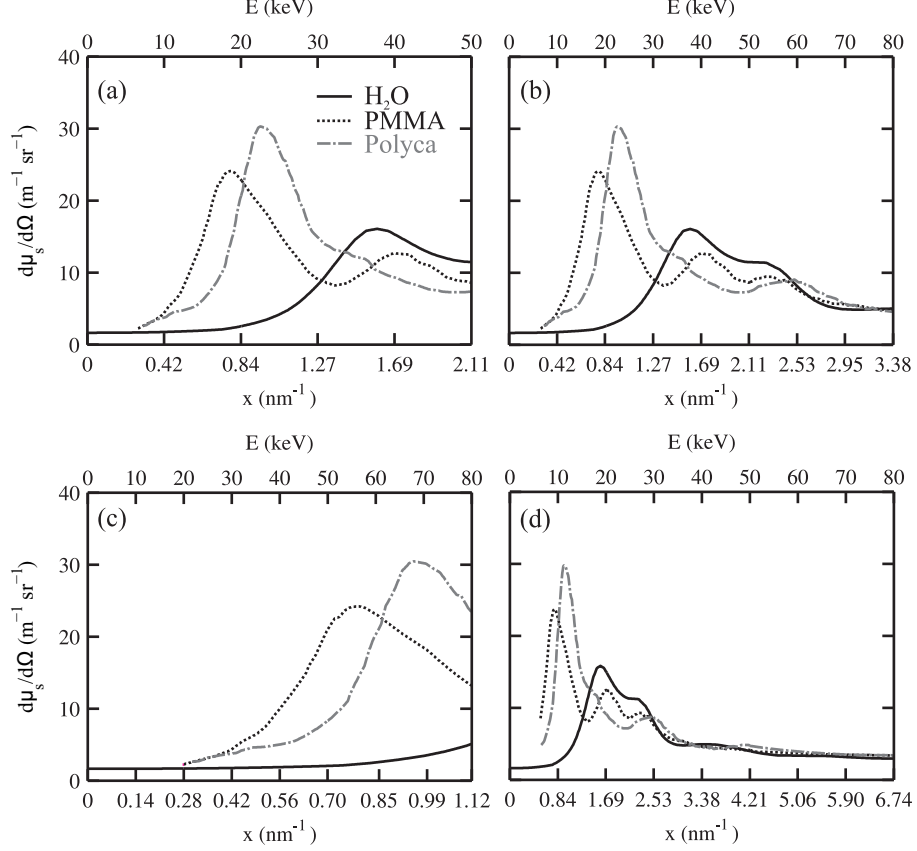 E (keV)
0 10 20 30 40 50
E (keV)
0 10 20 30 40 50 60 70 80
(a)
H₂O
PMMA
Polyca
(b)
40
30
20
10
0
dμₛ/dΩ (m⁻¹ sr⁻¹)
0 0.42 0.84 1.27 1.69 2.11
x (nm⁻¹)
0 0.42 0.84 1.27 1.69 2.11 2.53 2.95 3.38
x (nm⁻¹)
E (keV)
0 10 20 30 40 50 60 70 80
E (keV)
0 10 20 30 40 50 60 70 80
(c)
(d)
40
30
20
10
0
dμₛ/dΩ (m⁻¹ sr⁻¹)
0 0.14 0.28 0.42 0.56 0.70 0.85 0.99 1.12
x (nm⁻¹)
0 0.84 1.69 2.53 3.38 4.21 5.06 5.90 6.74
x (nm⁻¹)